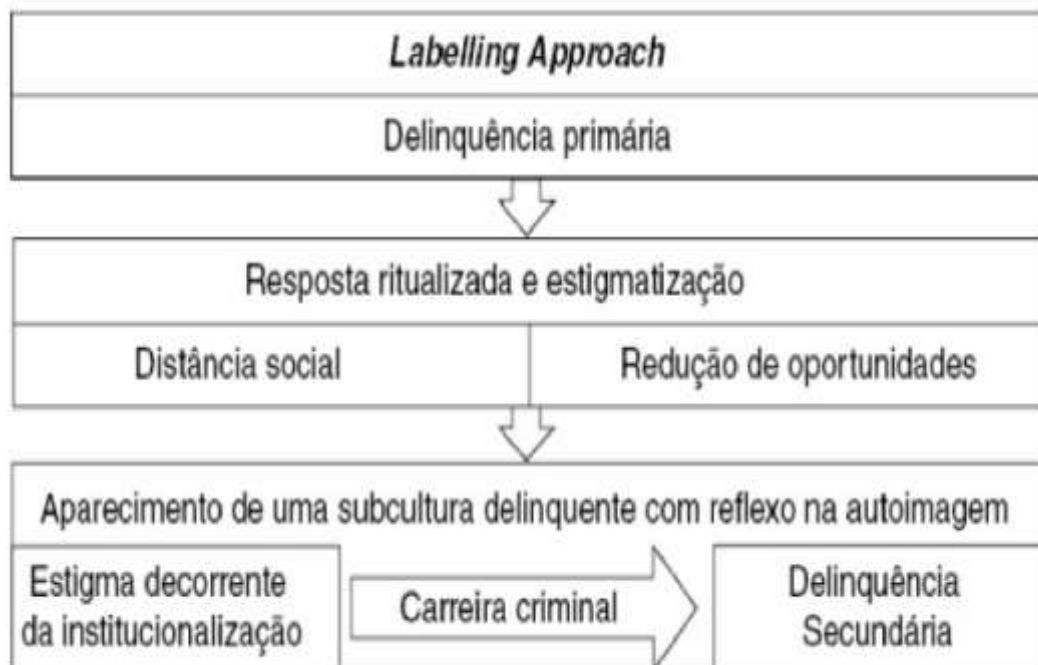 Labelling Approach
Delinquência primária
Resposta ritualizada e estigmatização
Distância social
Redução de oportunidades
Aparecimento de uma subcultura delinquente com reflexo na autoimagem
Estigma decorrente
da institucionalização
Carreira criminal
Delinquência
Secundária